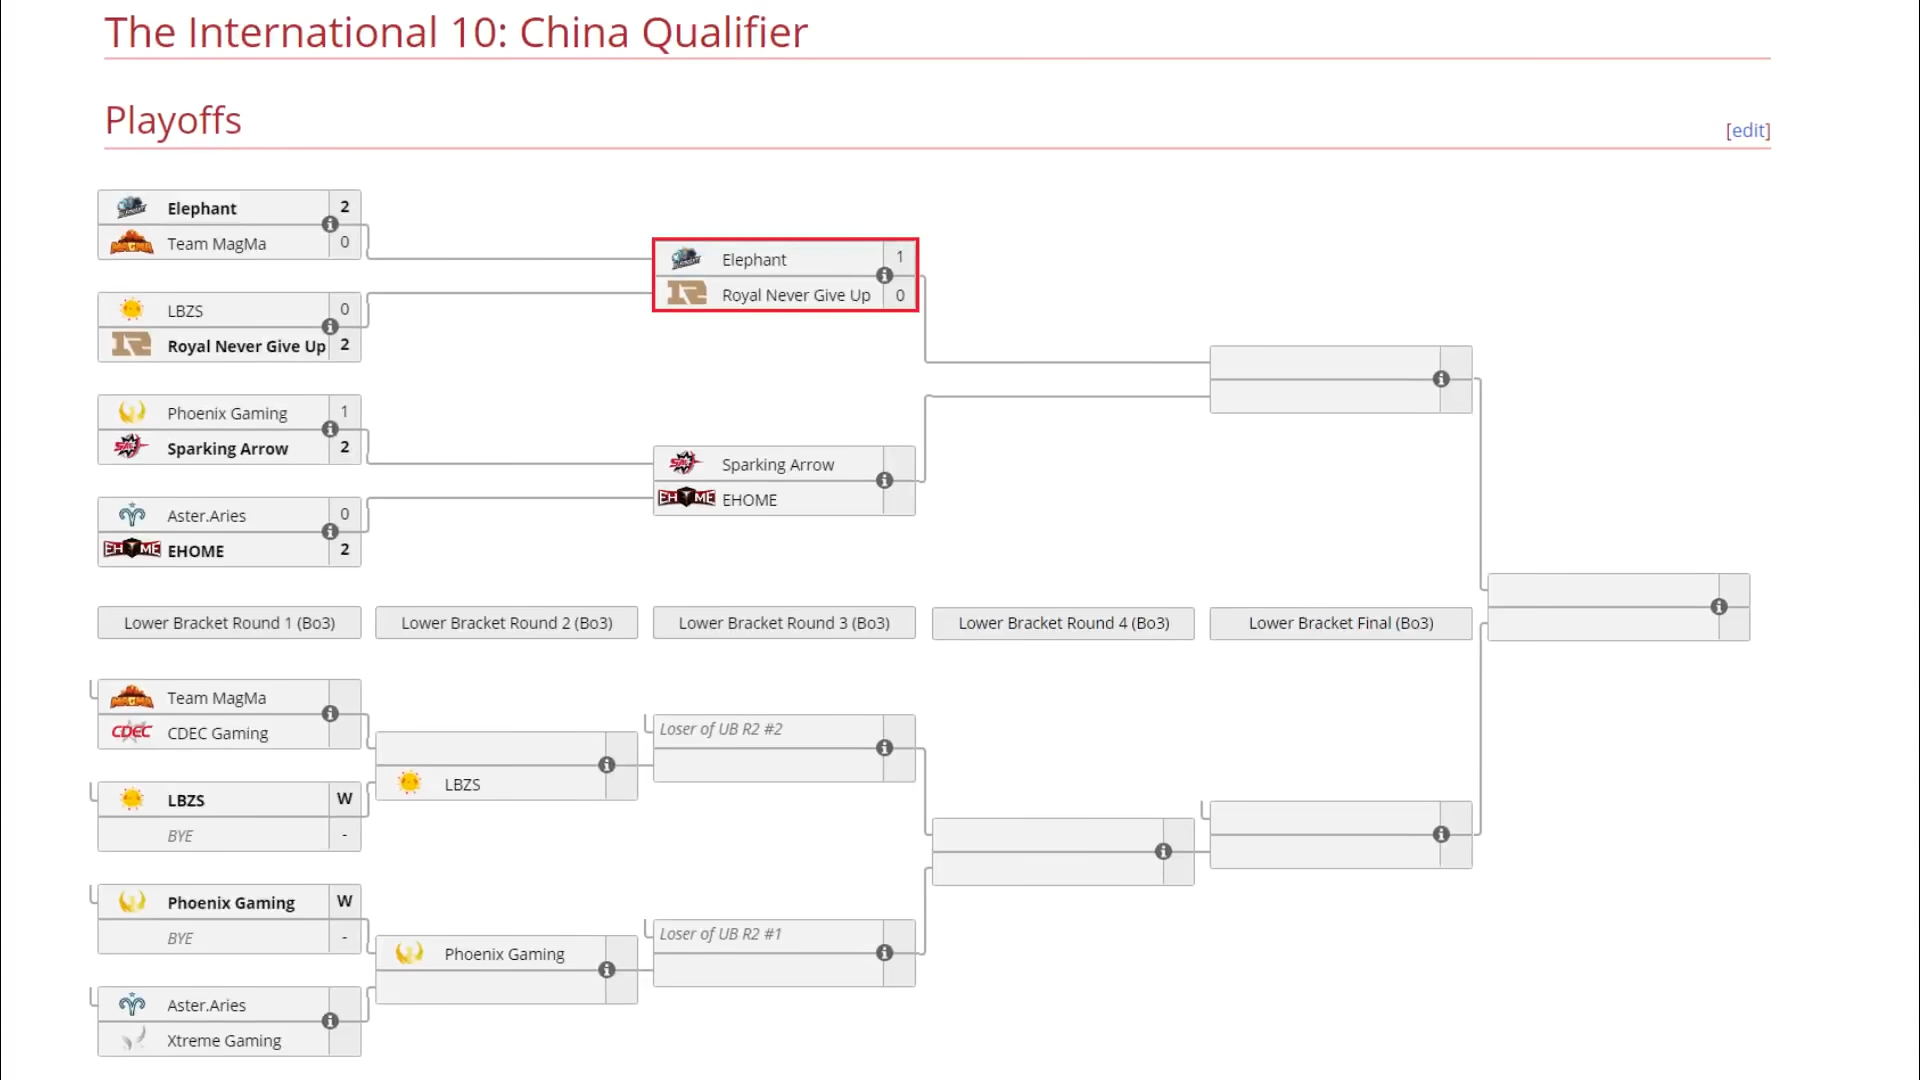 The International 10: China Qualifier
Playoffs
[edit]
Elephant 2
Team MagMa 0
LBZS 0
Royal Never Give Up 2
Phoenix Gaming 1
Sparking Arrow 2
Aster.Aries 0
EHOME 2
Elephant 1
Royal Never Give Up 0
Sparking Arrow
EHOME EHOME
Lower Bracket Round 1 (Bo3)
Lower Bracket Round 2 (Bo3)
Lower Bracket Round 3 (Bo3)
Lower Bracket Round 4 (Bo3)
Lower Bracket Final (Bo3)
MAGMA Team MagMa
CDEC CDEC Gaming
LBZS W
BYE -
Phoenix Gaming W
BYE -
Aster.Aries
Xtreme Gaming
LBZS
Phoenix Gaming
Loser of UB R2 #2
Loser of UB R2 #1